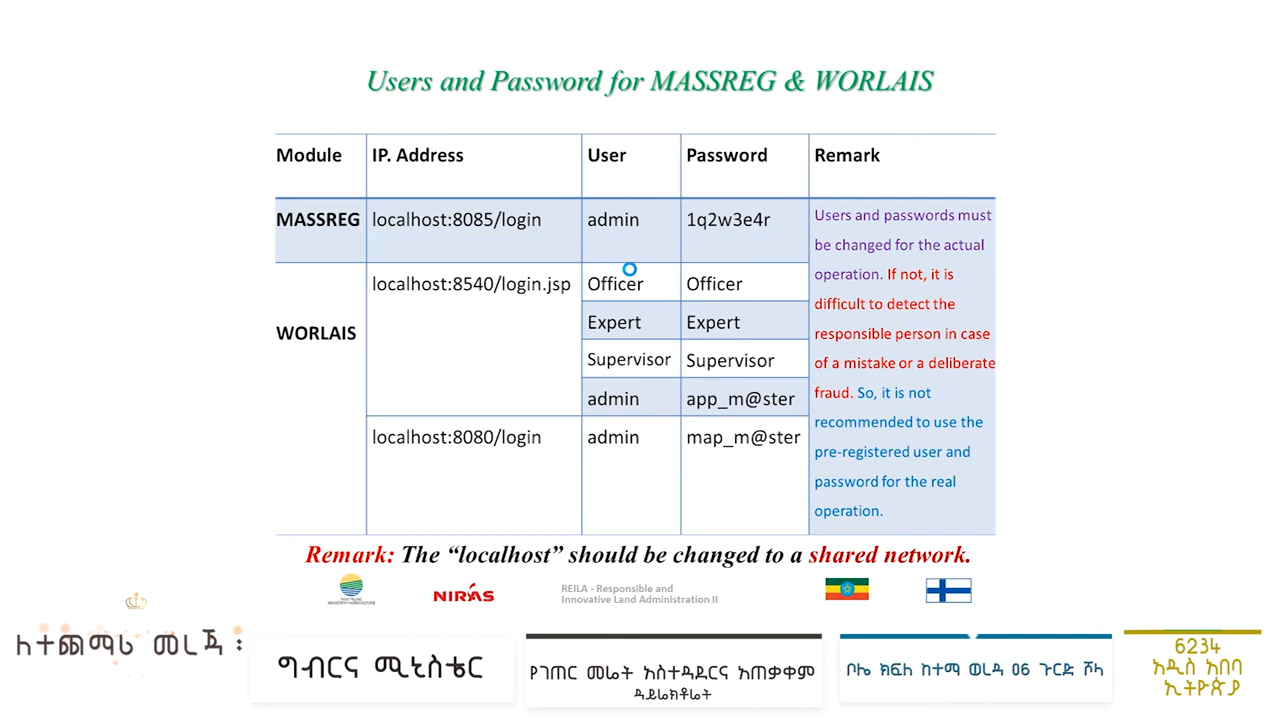 Users and Password for MASSREG & WORLAIS
Module IP. Address User Password Remark
MASSREG localhost:8085/login admin 1q2w3e4r
WORLAIS localhost:8540/login.jsp Officer Officer
Expert Expert
Supervisor Supervisor
admin app_m@ster
localhost:8080/login admin map_m@ster
Users and passwords must
be changed for the actual
operation. If not, it is
difficult to detect the
responsible person in case
of a mistake or a deliberate
fraud. So, it is not
recommended to use the
pre-registered user and
password for the real
operation.
Remark: The “localhost” should be changed to a shared network.
NIRAS
REILA - Responsible and
Innovative Land Administration II
ለተጨማሪ መረጃ ፡
ግብርና ሚኒስቴር
የገጠር መሬት አስተዳደርና አጠቃቀም
ዳይሬክቶሬት
ቦሌ ክፍለ ከተማ ወረዳ 06 ጉርድ ሾላ
6234
አዲስ አበባ
ኢትዮጵያ